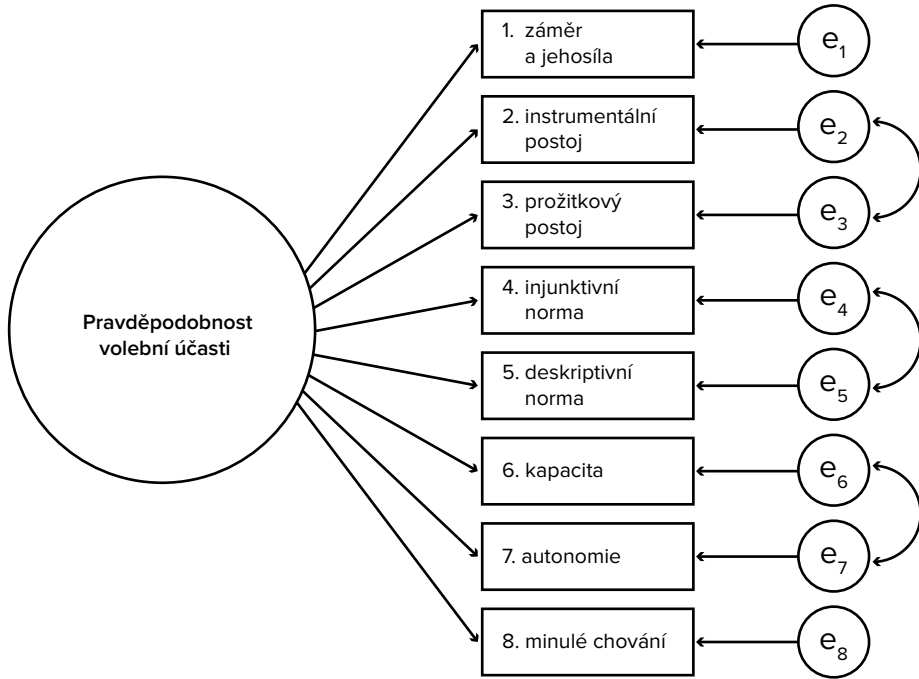 1. záměr
a jehosíla
e1
2. instrumentální
postoj
e2
3. prožitkový
postoj
e3
Pravděpodobnost
volební účasti
4. injunktivní
norma
e4
5. deskriptivní
norma
e5
6. kapacita
e6
7. autonomie
e7
8. minulé chování
e8